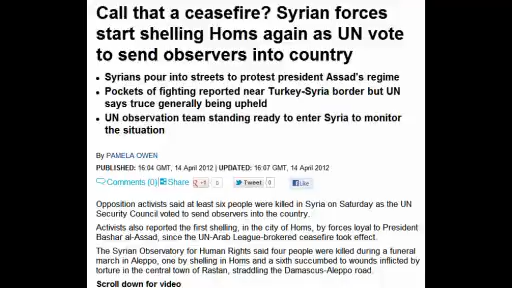 Call that a ceasefire? Syrian forces
start shelling Homs again as UN vote
to send observers into country
Syrians pour into streets to protest president Assad's regime
Pockets of fighting reported near Turkey-Syria border but UN
says truce generally being upheld
UN observation team standing ready to enter Syria to monitor
the situation
By PAMELA OWEN
PUBLISHED: 16:04 GMT, 14 April 2012 | UPDATED: 16:07 GMT, 14 April 2012
Comments (0) Share +1 0 Tweet 0 Like
Opposition activists said at least six people were killed in Syria on Saturday as the UN
Security Council voted to send observers into the country.
Activists also reported the first shelling, in the city of Homs, by forces loyal to President
Bashar al-Assad, since the UN-Arab League-brokered ceasefire took effect.
The Syrian Observatory for Human Rights said four people were killed during a funeral
march in Aleppo, one by shelling in Homs and a sixth succumbed to wounds inflicted by
torture in the central town of Rastan, straddling the Damascus-Aleppo road.
Scroll down for video